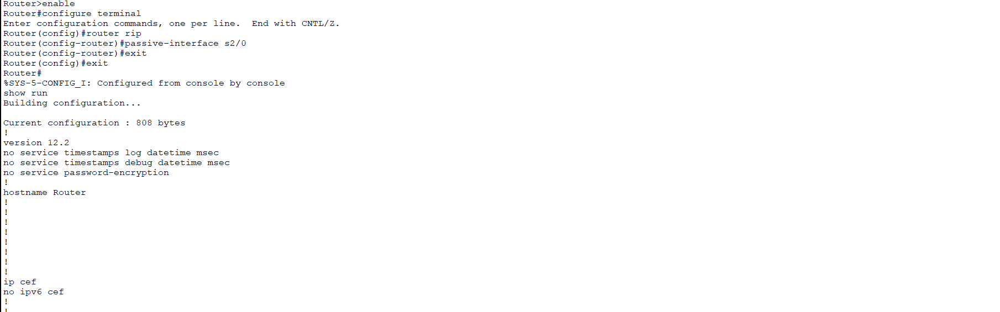 Router>enable
Router#configure terminal
Enter configuration commands, one per line.  End with CNTL/Z.
Router(config)#router rip
Router(config-router)#passive-interface s2/0
Router(config-router)#exit
Router(config)#exit
Router#
%SYS-5-CONFIG_I: Configured from console by console
show run
Building configuration...

Current configuration : 808 bytes
!
version 12.2
no service timestamps log datetime msec
no service timestamps debug datetime msec
no service password-encryption
!
hostname Router
!
!
!
!
!
!
!
!
ip cef
no ipv6 cef
!
!